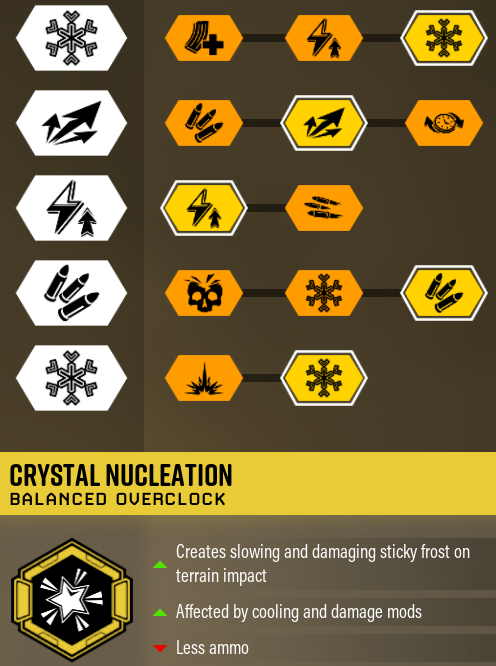 CRYSTAL NUCLEATION
BALANCED OVERCLOCK
Creates slowing and damaging sticky frost on
terrain impact
Affected by cooling and damage mods
Less ammo